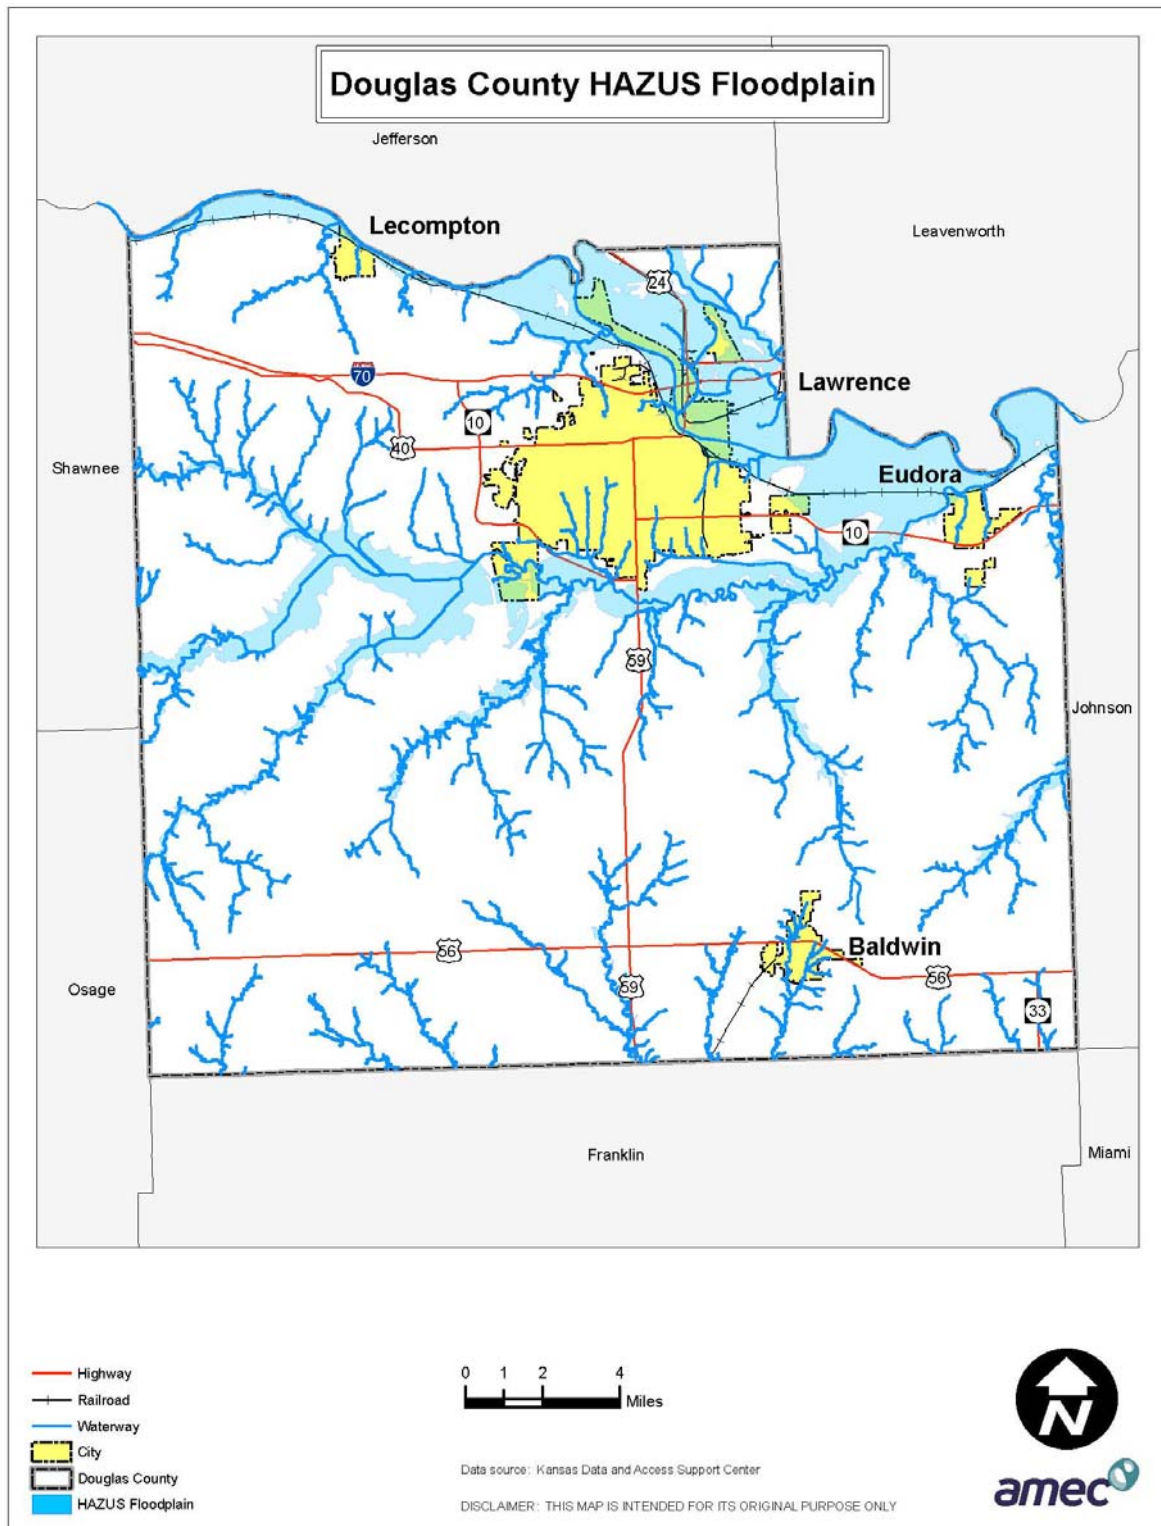 Douglas County HAZUS Floodplain
Jefferson
Lecompton
Leavenworth
24
70
Lawrence
10
40
Shawnee
Eudora
10
59
Johnson
Baldwin
56
56
Osage
59
33
Franklin
Miami
Highway
Railroad
Waterway
City
Douglas County
HAZUS Floodplain
0 1 2 4
Miles
Data source: Kansas Data and Access Support Center
DISCLAIMER: THIS MAP IS INTENDED FOR ITS ORIGINAL PURPOSE ONLY
N
amec